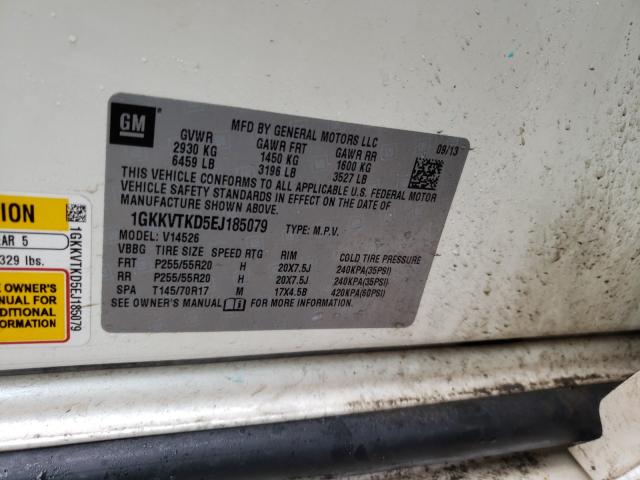 GM
MFD BY GENERAL MOTORS LLC
09/13
GVWR GAWR FRT GAWR RR
2930 KG 1450 KG 1600 KG
6459 LB 3196 LB 3527 LB
THIS VEHICLE CONFORMS TO ALL APPLICABLE U.S. FEDERAL MOTOR
VEHICLE SAFETY STANDARDS IN EFFECT ON THE DATE OF
MANUFACTURE SHOWN ABOVE.
1GKKVTKD5EJ185079 TYPE: M.P.V.
MODEL: V14526
VBBG TIRE SIZE SPEED RTG RIM COLD TIRE PRESSURE
FRT P255/55R20 H 20X7.5J 240KPA(35PSI)
RR P255/55R20 H 20X7.5J 240KPA(35PSI)
SPA T145/70R17 M 17X4.5B 420KPA(60PSI)
SEE OWNER'S MANUAL FOR MORE INFORMATION.
TION
AR 5
329 lbs.
EE OWNER'S
ANUAL FOR
DDITIONAL
FORMATION
1GKKVTKD5EJ185079